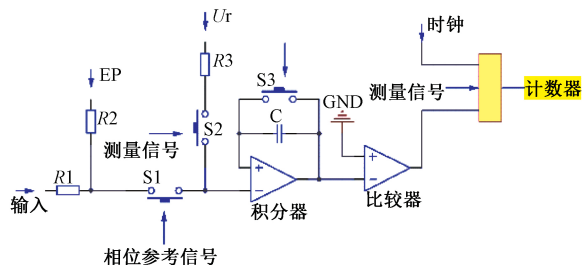 Ur
时钟
EP
R3
S3
测量信号
计数器
GND
R2
S2
C
测量信号
+
+
R1
S1
−
−
输入
积分器
比较器
相位参考信号